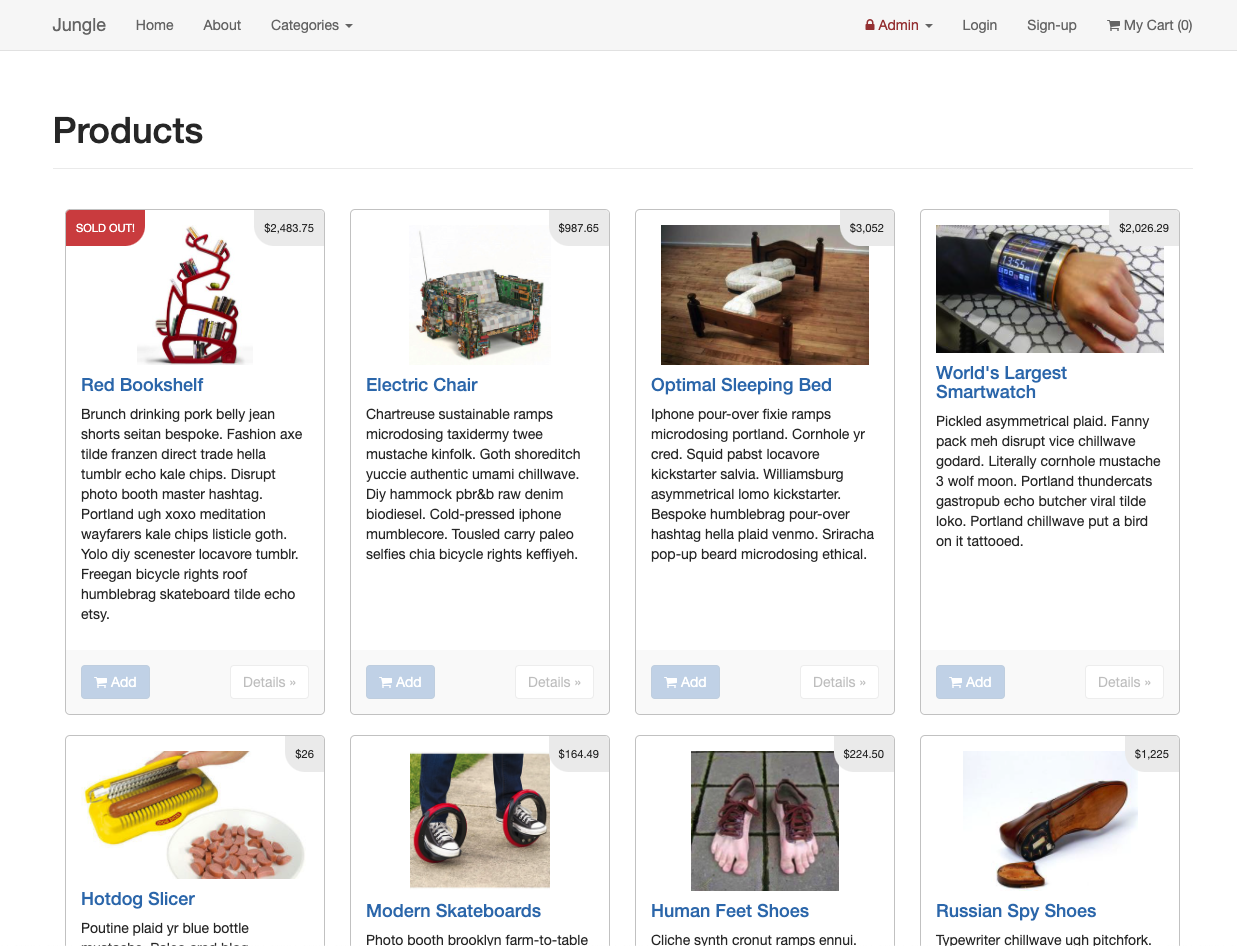 Jungle Home About Categories Admin Login Sign-up My Cart (0)
Products
SOLD OUT!
$2,483.75
Red Bookshelf
Brunch drinking pork belly jean
shorts seitan bespoke. Fashion axe
tilde franzen direct trade hella
tumblr echo kale chips. Disrupt
photo booth master hashtag.
Portland ugh xoxo meditation
wayfarers kale chips listicle goth.
Yolo diy scenester locavore tumblr.
Freegan bicycle rights roof
humblebrag skateboard tilde echo
etsy.
Add Details »
$987.65
Electric Chair
Chartreuse sustainable ramps
microdosing taxidermy twee
mustache kinfolk. Goth shoreditch
yuccie authentic umami chillwave.
Diy hammock pbr&b raw denim
biodiesel. Cold-pressed iphone
mumblecore. Tousled carry paleo
selfies chia bicycle rights keffiyeh.
Add Details »
$3,052
Optimal Sleeping Bed
Iphone pour-over fixie ramps
microdosing portland. Cornhole yr
cred. Squid pabst locavore
kickstarter salvia. Williamsburg
asymmetrical lomo kickstarter.
Bespoke humblebrag pour-over
hashtag hella plaid venmo. Sriracha
pop-up beard microdosing ethical.
Add Details »
$2,026.29
13:55
World's Largest
Smartwatch
Pickled asymmetrical plaid. Fanny
pack meh disrupt vice chillwave
godard. Literally cornhole mustache
3 wolf moon. Portland thundercats
gastropub echo butcher viral tilde
loko. Portland chillwave put a bird
on it tattooed.
Add Details »
$26
Hotdog Slicer
Poutine plaid yr blue bottle
$164.49
Modern Skateboards
Photo booth brooklyn farm-to-table
$224.50
Human Feet Shoes
Cliche synth cronut ramps ennui.
$1,225
Russian Spy Shoes
Typewriter chillwave ugh pitchfork.